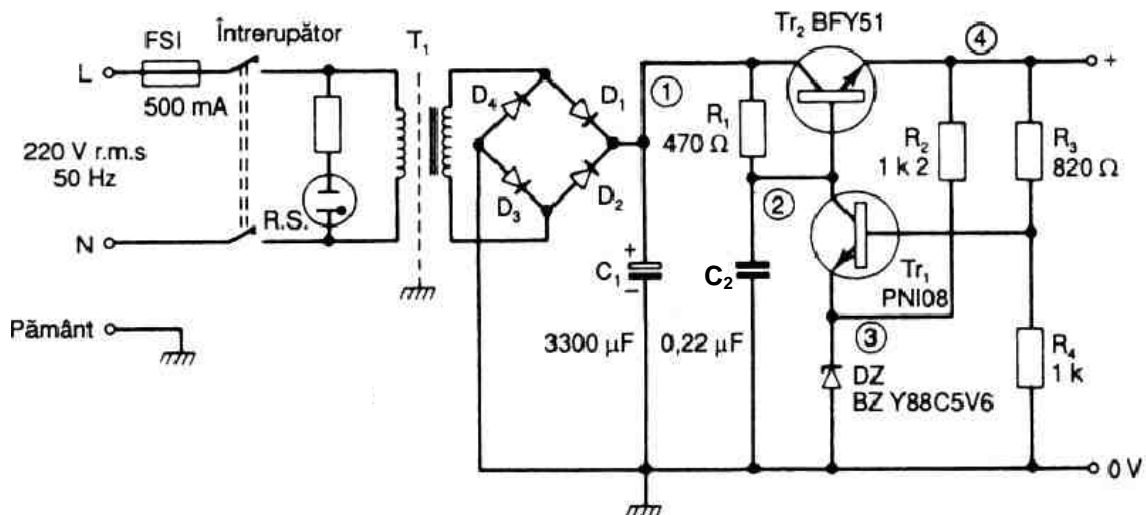 Tr₂ BFY51
④
FSI
Întrerupător
T₁
L
+
500 mA
D₄
D₁
①
R₁
470 Ω
R₂
1 k 2
R₃
820 Ω
220 V r.m.s
50 Hz
②
R.S.
D₃
D₂
N
Tr₁
PNI08
+
C₁
−
C₂
Pământ
3300 µF
0,22 µF
③
R₄
1 k
DZ
BZ Y88C5V6
0 V